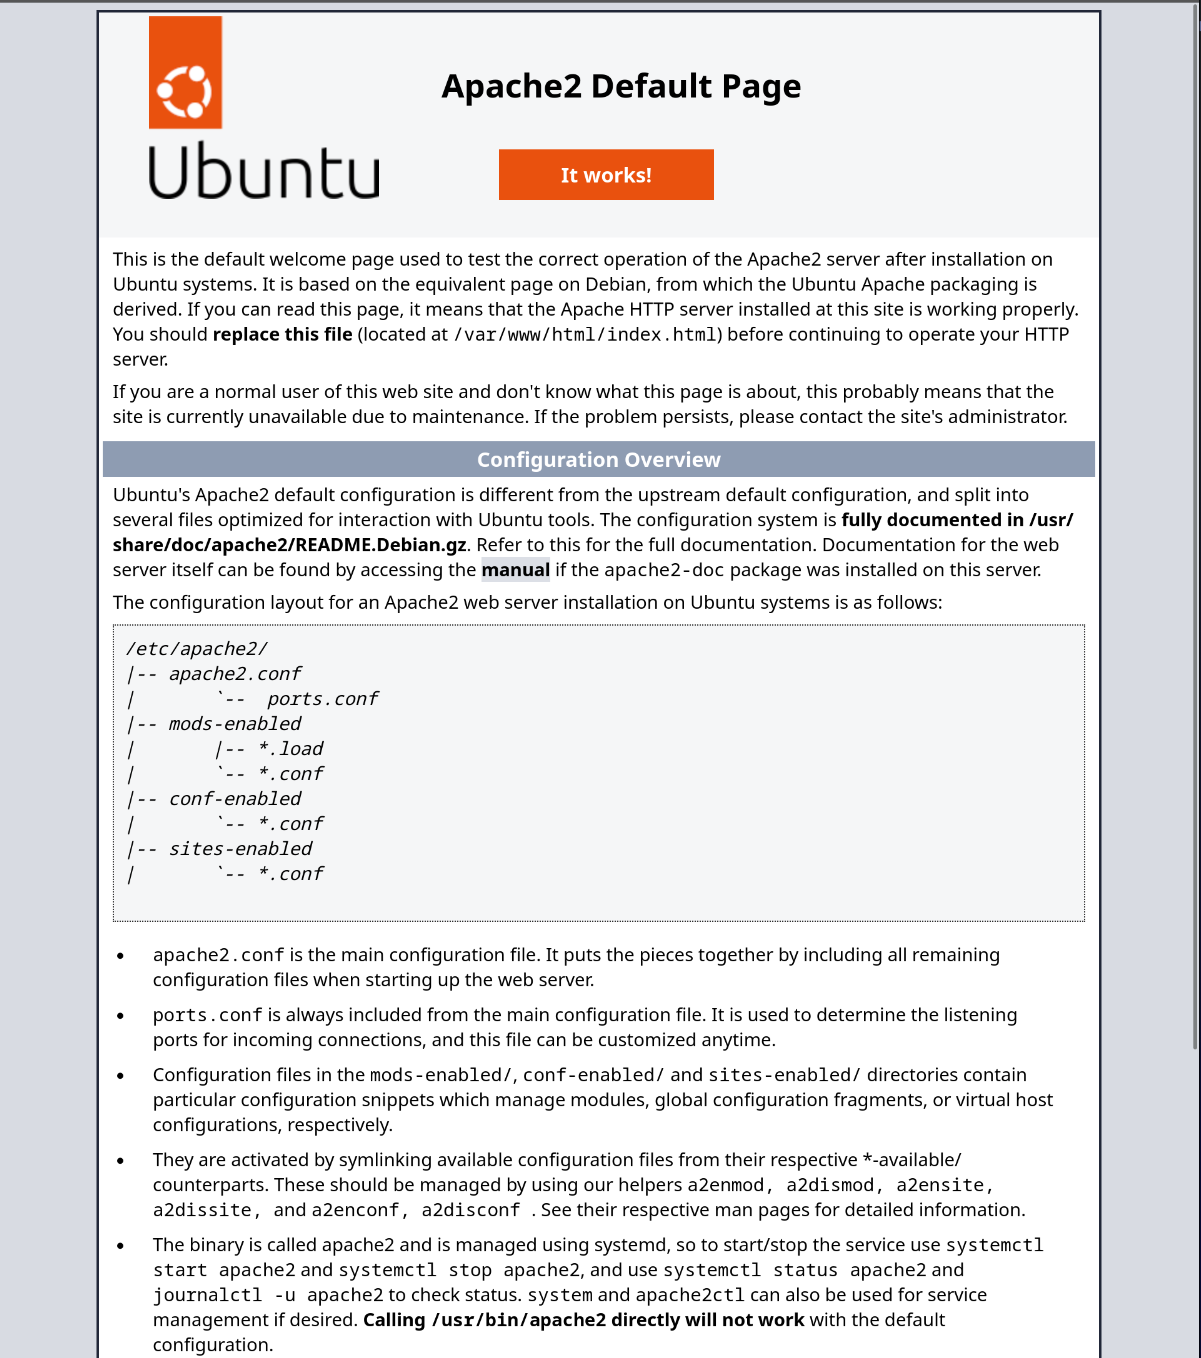 Apache2 Default Page
Ubuntu
It works!
This is the default welcome page used to test the correct operation of the Apache2 server after installation on
Ubuntu systems. It is based on the equivalent page on Debian, from which the Ubuntu Apache packaging is
derived. If you can read this page, it means that the Apache HTTP server installed at this site is working properly.
You should replace this file (located at /var/www/html/index.html) before continuing to operate your HTTP
server.
If you are a normal user of this web site and don't know what this page is about, this probably means that the
site is currently unavailable due to maintenance. If the problem persists, please contact the site's administrator.
Configuration Overview
Ubuntu's Apache2 default configuration is different from the upstream default configuration, and split into
several files optimized for interaction with Ubuntu tools. The configuration system is fully documented in /usr/
share/doc/apache2/README.Debian.gz. Refer to this for the full documentation. Documentation for the web
server itself can be found by accessing the manual if the apache2-doc package was installed on this server.
The configuration layout for an Apache2 web server installation on Ubuntu systems is as follows:
/etc/apache2/
|-- apache2.conf
|       `--  ports.conf
|-- mods-enabled
|       |-- *.load
|       `-- *.conf
|-- conf-enabled
|       `-- *.conf
|-- sites-enabled
|       `-- *.conf
• apache2.conf is the main configuration file. It puts the pieces together by including all remaining
configuration files when starting up the web server.
• ports.conf is always included from the main configuration file. It is used to determine the listening
ports for incoming connections, and this file can be customized anytime.
• Configuration files in the mods-enabled/, conf-enabled/ and sites-enabled/ directories contain
particular configuration snippets which manage modules, global configuration fragments, or virtual host
configurations, respectively.
• They are activated by symlinking available configuration files from their respective *-available/
counterparts. These should be managed by using our helpers a2enmod, a2dismod, a2ensite,
a2dissite, and a2enconf, a2disconf . See their respective man pages for detailed information.
• The binary is called apache2 and is managed using systemd, so to start/stop the service use systemctl
start apache2 and systemctl stop apache2, and use systemctl status apache2 and
journalctl -u apache2 to check status. system and apache2ctl can also be used for service
management if desired. Calling /usr/bin/apache2 directly will not work with the default
configuration.